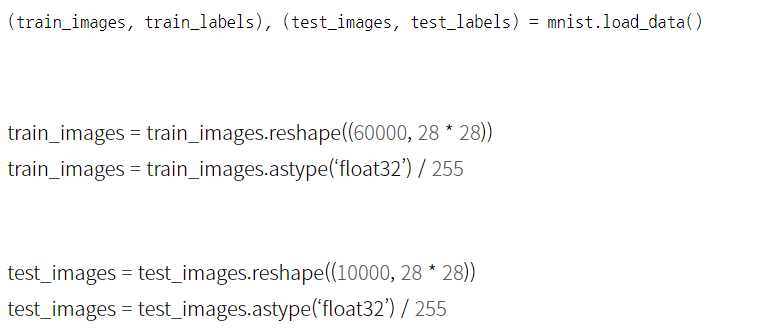 (train_images, train_labels), (test_images, test_labels) = mnist.load_data()
train_images = train_images.reshape((60000, 28 * 28))
train_images = train_images.astype(‘float32’) / 255
test_images = test_images.reshape((10000, 28 * 28))
test_images = test_images.astype(‘float32’) / 255